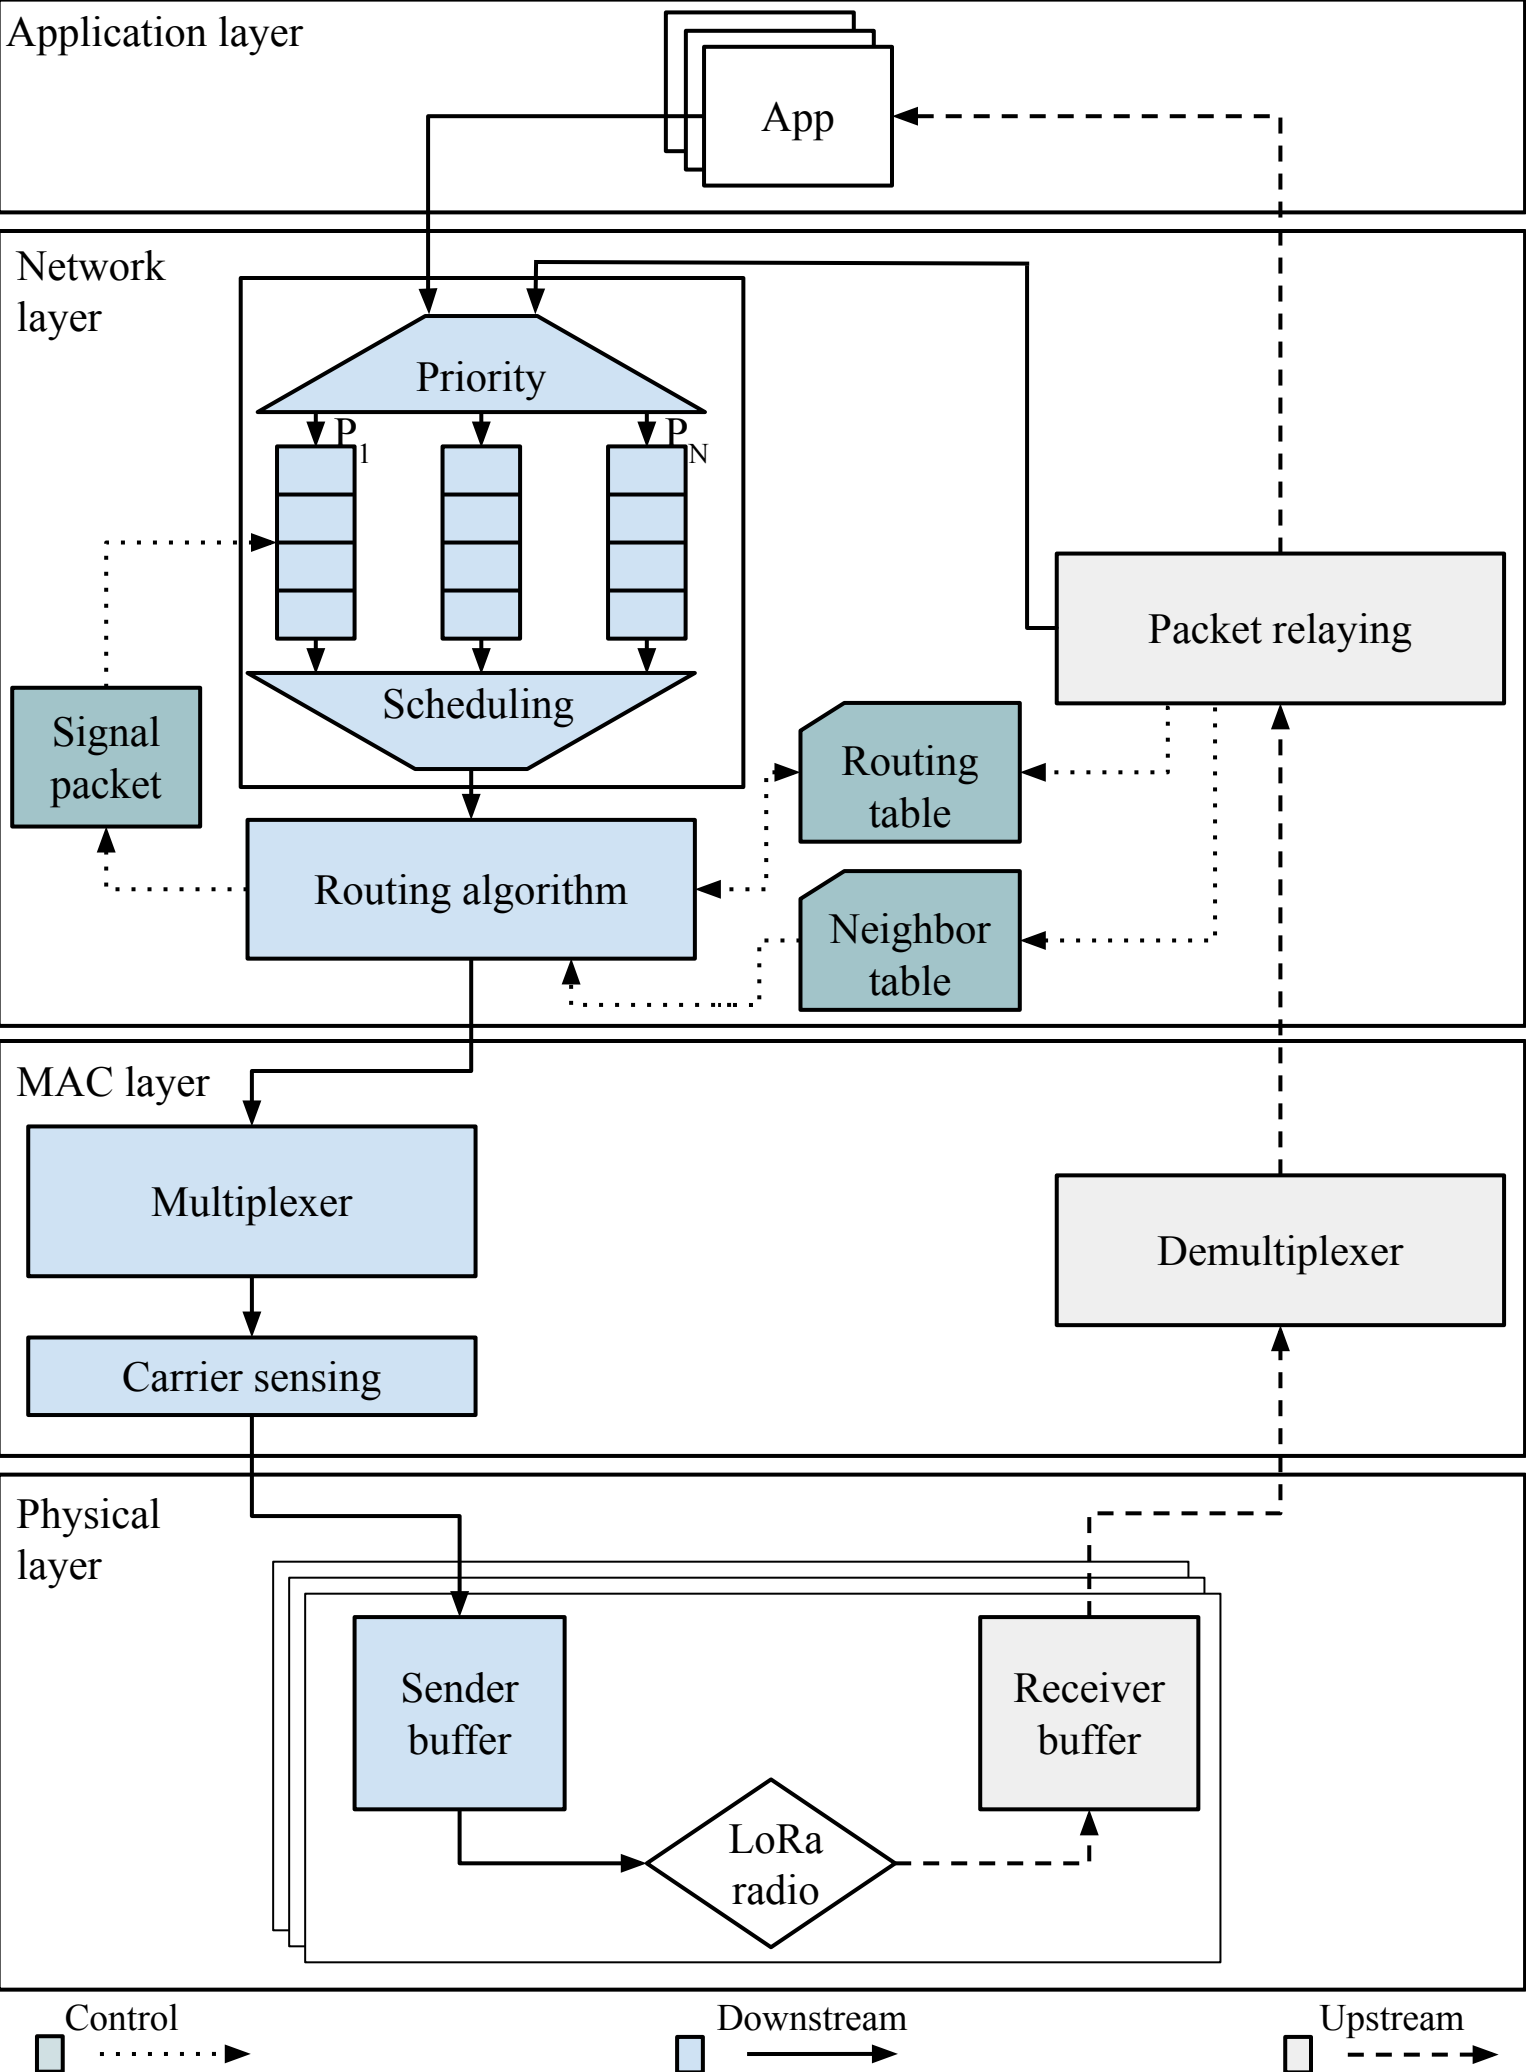 Application layer
App
Network
layer
Priority
P1
PN
Packet relaying
Scheduling
Signal
packet
Routing
table
Routing algorithm
Neighbor
table
MAC layer
Multiplexer
Demultiplexer
Carrier sensing
Physical
layer
Sender
buffer
Receiver
buffer
LoRa
radio
Control
Downstream
Upstream